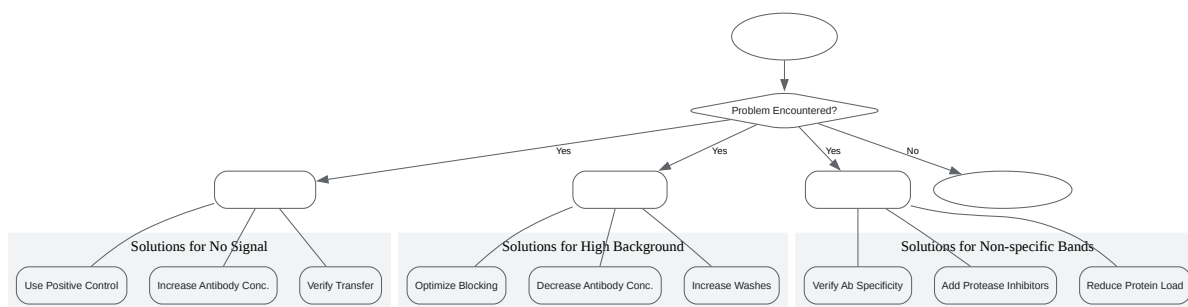 Problem Encountered?
Yes
Yes
Yes
No
Solutions for No Signal
Solutions for High Background
Solutions for Non-specific Bands
Use Positive Control
Increase Antibody Conc.
Verify Transfer
Optimize Blocking
Decrease Antibody Conc.
Increase Washes
Verify Ab Specificity
Add Protease Inhibitors
Reduce Protein Load